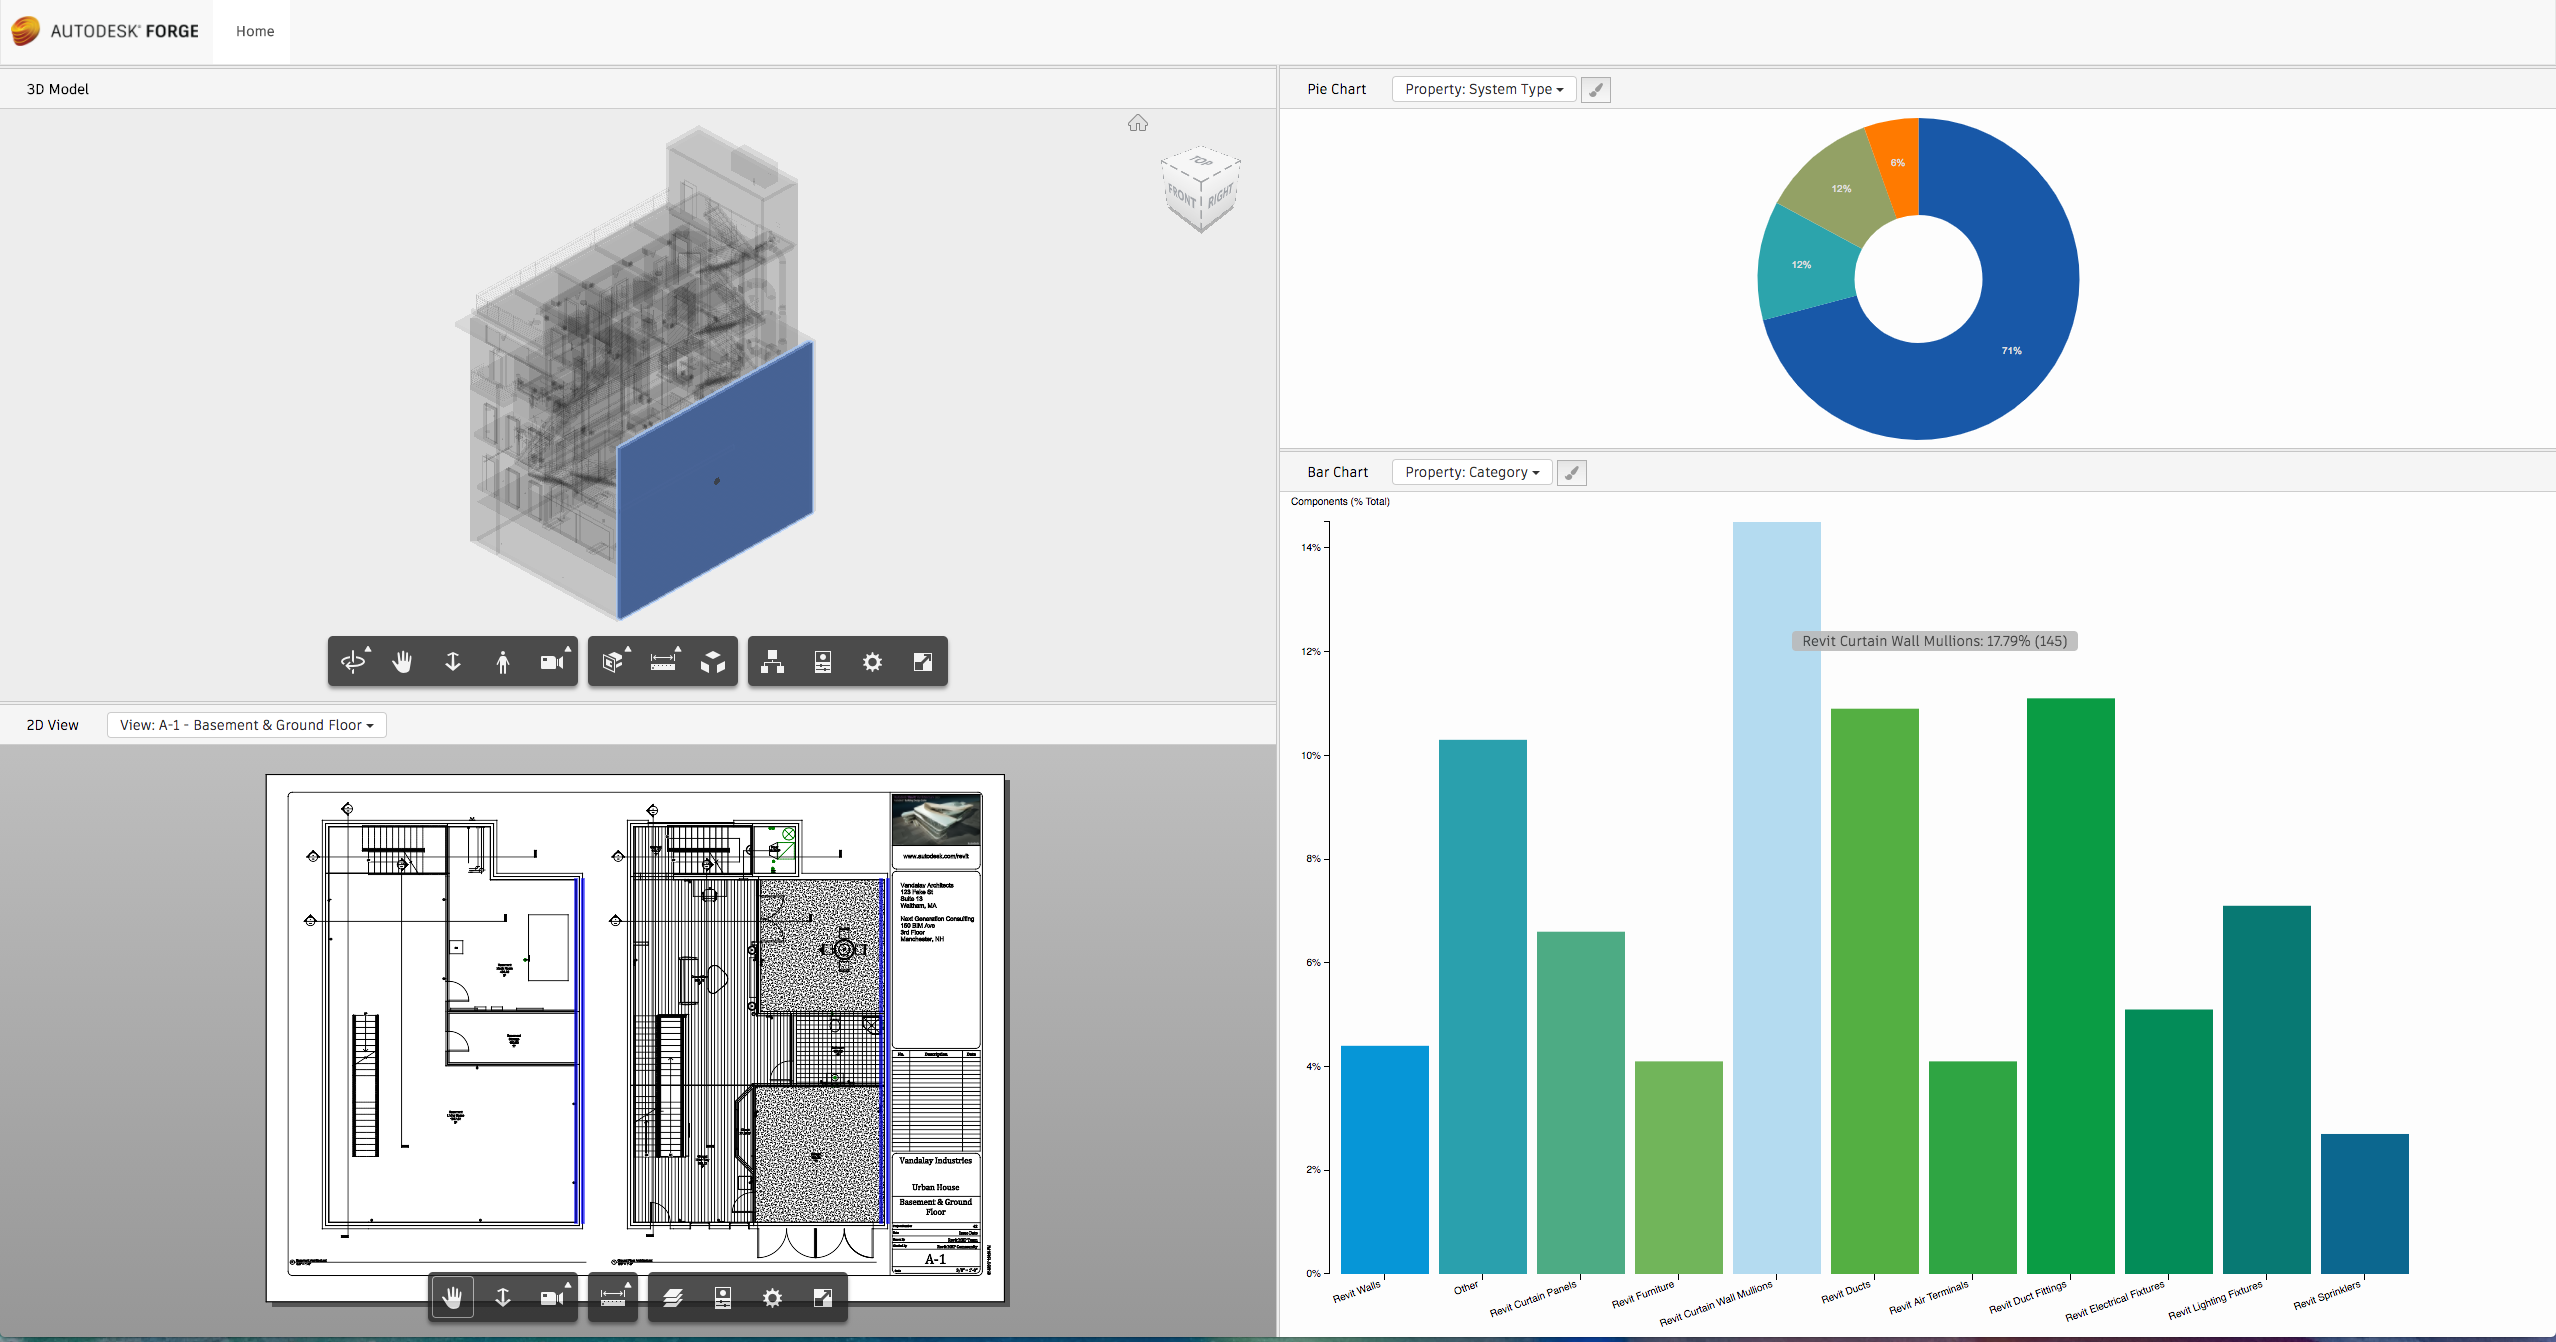 AUTODESK® FORGE
Home
3D Model
TOP
FRONT
RIGHT
2D View
View: A-1 - Basement & Ground Floor
www.autodesk.com/revit
Vandalay Architects
123 Fake St
Suite 13
Waltham, MA
Next Generation Consulting
150 BIM Ave
3rd Floor
Manchester, NH
No.
Description
Date
Vandalay Industries
Urban House
Basement & Ground
Floor
A-1
Pie Chart
Property: System Type
6%
12%
12%
71%
Bar Chart
Property: Category
Components (% Total)
14%
12%
10%
8%
6%
4%
2%
0%
Revit Curtain Wall Mullions: 17.79% (145)
Revit Walls
Other
Revit Curtain Panels
Revit Furniture
Revit Curtain Wall Mullions
Revit Ducts
Revit Air Terminals
Revit Duct Fittings
Revit Electrical Fixtures
Revit Lighting Fixtures
Revit Sprinklers